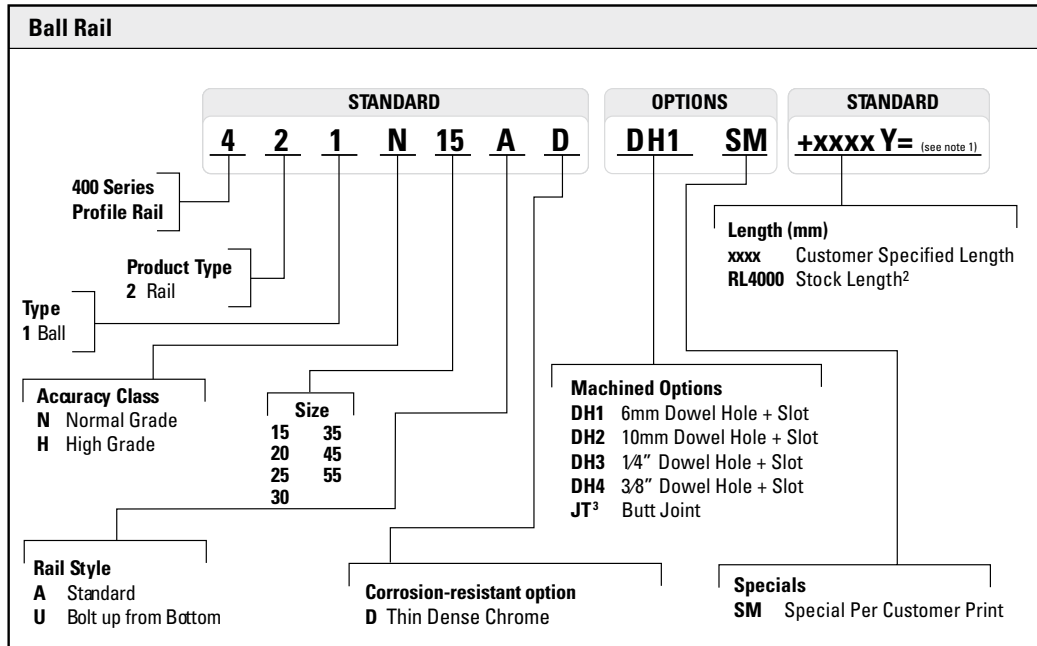 Ball Rail
STANDARD
OPTIONS
STANDARD
4 2 1 N 15 A D DH1 SM +xxxx Y= (see note 1)
400 Series
Profile Rail
Product Type
2 Rail
Type
1 Ball
Length (mm)
xxxx Customer Specified Length
RL4000 Stock Length²
Accuracy Class
N Normal Grade
H High Grade
Size
15 35
20 45
25 55
30
Machined Options
DH1 6mm Dowel Hole + Slot
DH2 10mm Dowel Hole + Slot
DH3 1⁄4” Dowel Hole + Slot
DH4 3⁄8” Dowel Hole + Slot
JT³ Butt Joint
Rail Style
A Standard
U Bolt up from Bottom
Corrosion-resistant option
D Thin Dense Chrome
Specials
SM Special Per Customer Print